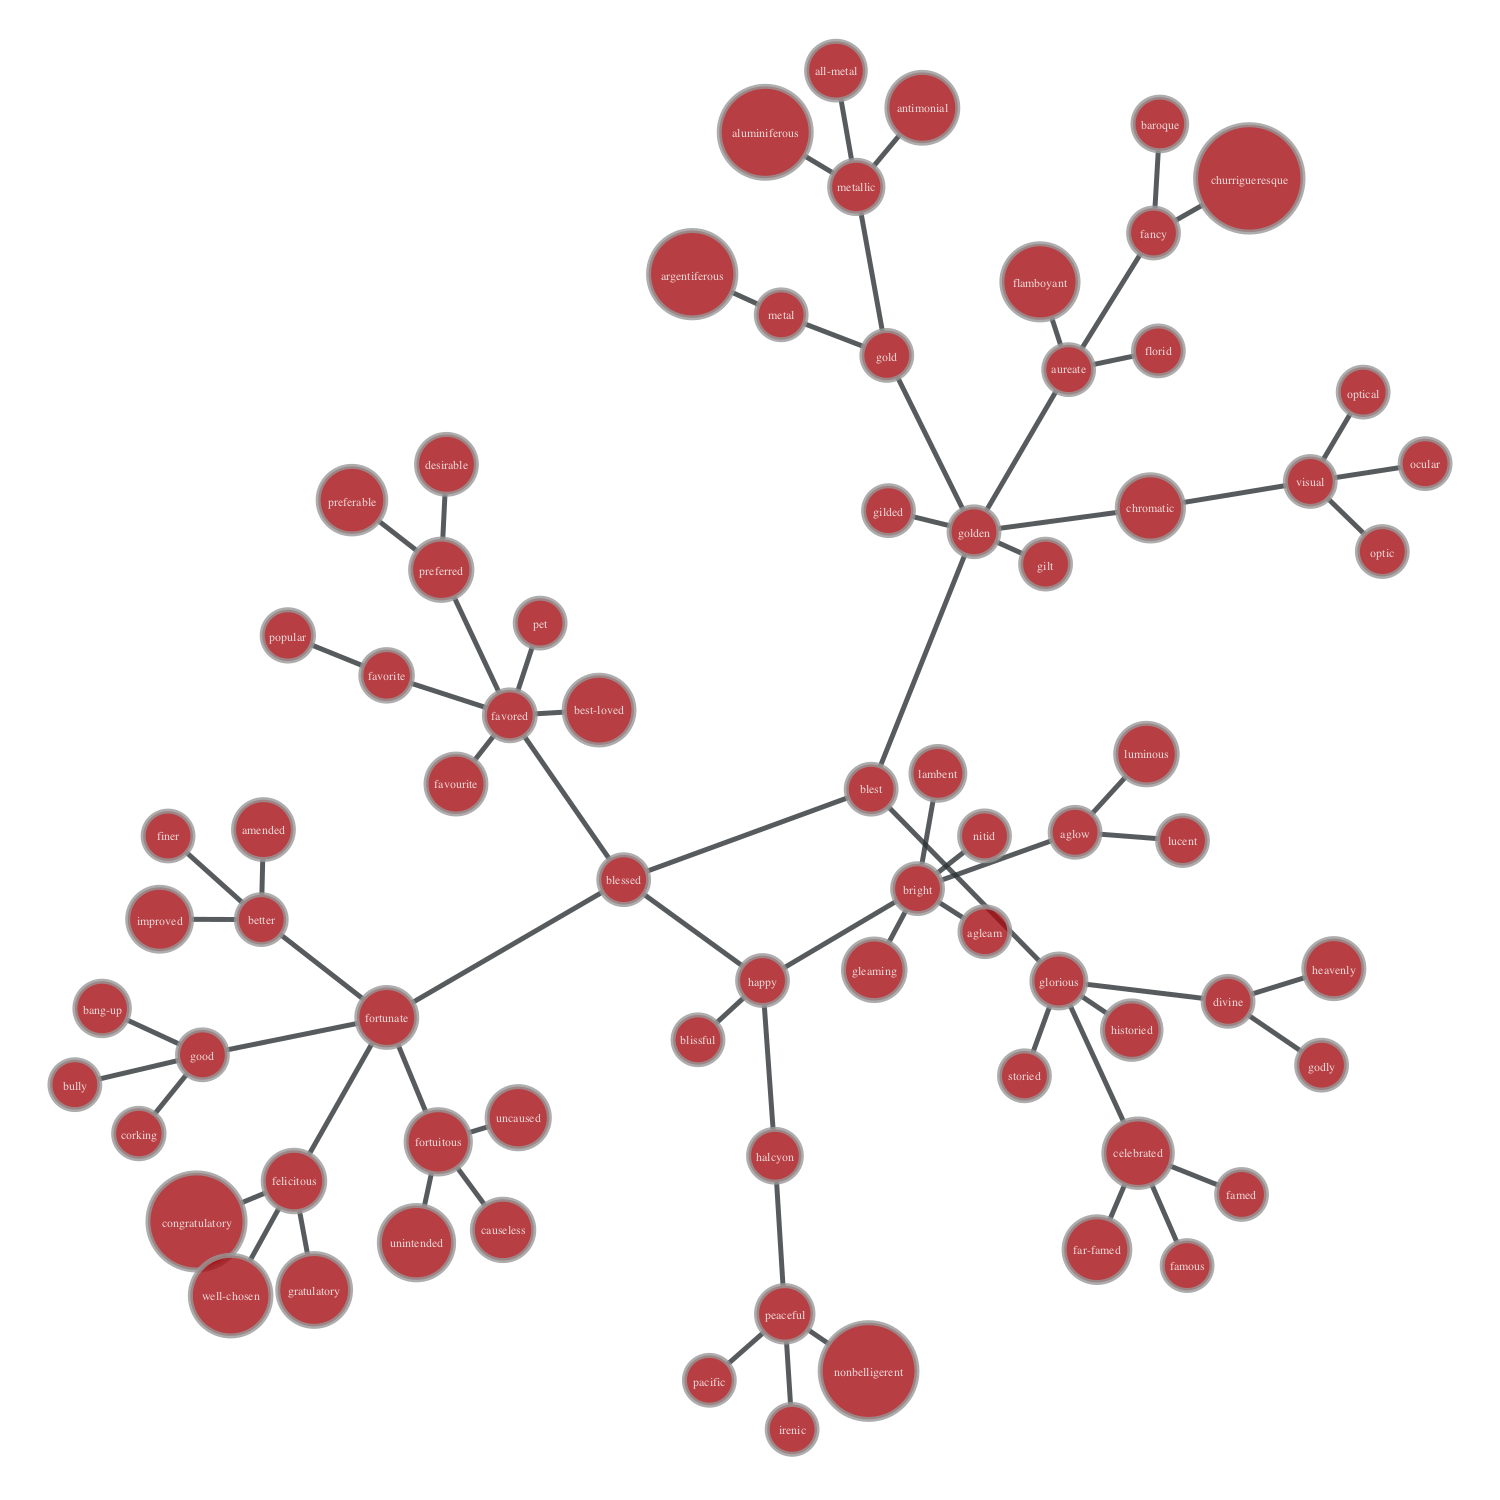 all-metal
antimonial
aluminiferous
baroque
churrigueresque
metallic
fancy
argentiferous
flamboyant
metal
gold
florid
aureate
optical
desirable
ocular
visual
preferable
chromatic
gilded
golden
optic
gilt
preferred
pet
popular
favorite
best-loved
favored
luminous
lambent
favourite
blest
amended
finer
nitid
aglow
lucent
blessed
bright
improved
better
agleam
heavenly
gleaming
happy
glorious
divine
bang-up
fortunate
historied
blissful
good
godly
storied
bully
uncaused
corking
fortuitous
celebrated
halcyon
felicitous
famed
congratulatory
causeless
unintended
far-famed
famous
gratulatory
well-chosen
peaceful
nonbelligerent
pacific
irenic